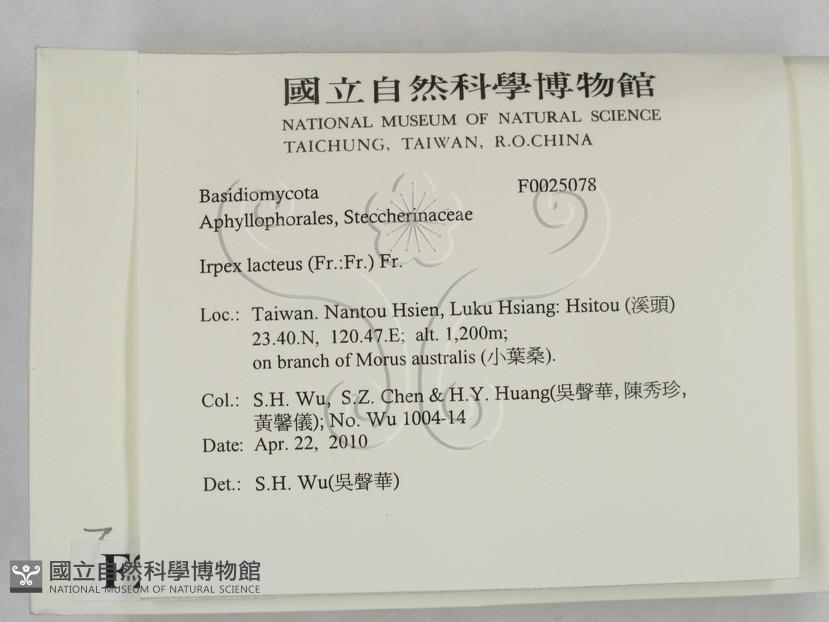 國立自然科學博物館
NATIONAL MUSEUM OF NATURAL SCIENCE
TAICHUNG, TAIWAN, R.O.CHINA
Basidiomycota F0025078
Aphyllophorales, Steccherinaceae
Irpex lacteus (Fr.:Fr.) Fr.
Loc.: Taiwan. Nantou Hsien, Luku Hsiang: Hsitou (溪頭)
23.40.N, 120.47.E; alt. 1,200m;
on branch of Morus australis (小葉桑).
Col.: S.H. Wu, S.Z. Chen & H.Y. Huang(吳聲華, 陳秀珍,
黃馨儀); No. Wu 1004-14
Date: Apr. 22, 2010
Det.: S.H. Wu(吳聲華)
國立自然科學博物館
NATIONAL MUSEUM OF NATURAL SCIENCE